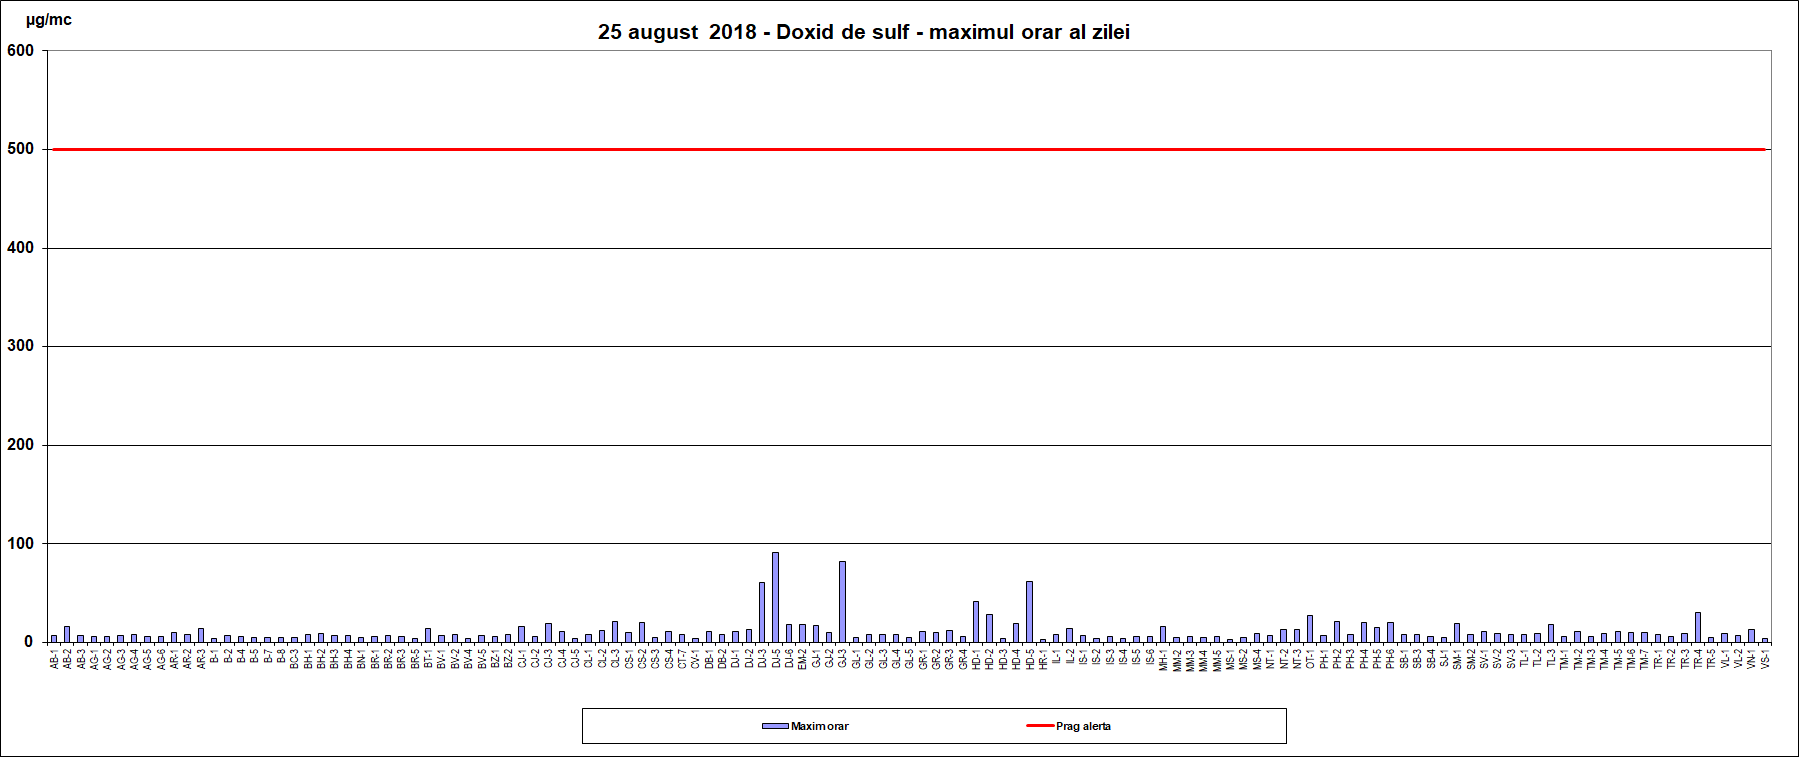 µg/mc
25 august 2018 - Doxid de sulf - maximul orar al zilei
600
500
400
300
200
100
0
AB-1 AB-2 AB-3 AG-1 AG-2 AG-3 AG-4 AG-5 AG-6 AR-1 AR-2 AR-3 B-1 B-2 B-4 B-5 B-7 B-8 BC-3 BH-1 BH-2 BH-3 BH-4 BN-1 BR-1 BR-2 BR-3 BR-5 BT-1 BV-1 BV-2 BV-4 BV-5 BZ-1 BZ-2 CJ-1 CJ-2 CJ-3 CJ-4 CJ-5 CL-1 CL-2 CL-3 CS-1 CS-2 CS-3 CS-4 CT-7 CV-1 DB-1 DB-2 DJ-1 DJ-2 DJ-3 DJ-5 DJ-6 EM-2 GJ-1 GJ-2 GJ-3 GL-1 GL-2 GL-3 GL-4 GL-5 GR-1 GR-2 GR-3 GR-4 HD-1 HD-2 HD-3 HD-4 HD-5 HR-1 IL-1 IL-2 IS-1 IS-2 IS-3 IS-4 IS-5 IS-6 MH-1 MM-2 MM-3 MM-4 MM-5 MS-1 MS-2 MS-4 NT-1 NT-2 NT-3 OT-1 PH-1 PH-2 PH-3 PH-4 PH-5 PH-6 SB-1 SB-3 SB-4 SJ-1 SM-1 SM-2 SV-1 SV-2 SV-3 TL-1 TL-2 TL-3 TM-1 TM-2 TM-3 TM-4 TM-5 TM-6 TM-7 TR-1 TR-2 TR-3 TR-4 TR-5 VL-1 VL-2 VN-1 VS-1
Maxim orar Prag alerta